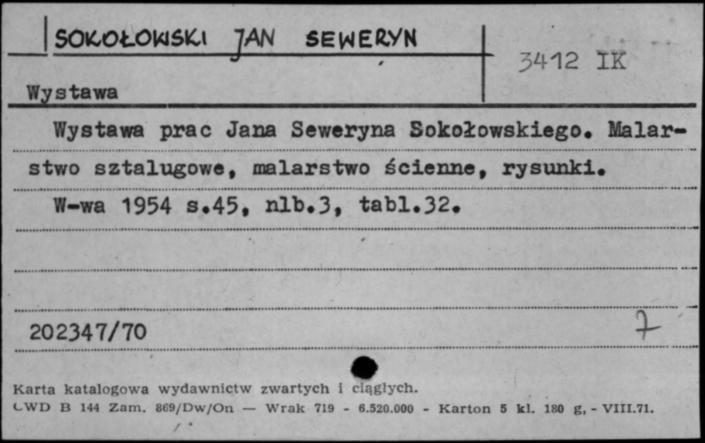 SOKOŁOWSKI JAN SEWERYN
3412 IK
Wystawa
Wystawa prac Jana Seweryna Sokołowskiego. Malar-
stwo sztalugowe, malarstwo ścienne, rysunki.
W-wa 1954 s.45, nlb.3, tabl.32.
202347/70
7
Karta katalogowa wydawnictw zwartych i ciągłych.
CWD B 144 Zam. 869/Dw/On — Wrak 719 - 6.520.000 - Karton 5 kl. 180 g, - VIII.71.